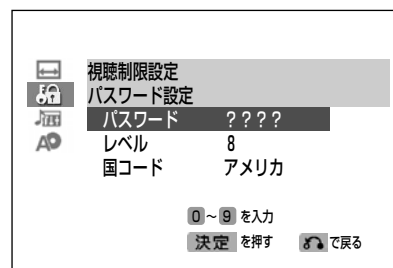 視聴制限設定
パスワード設定
パスワード ????
レベル 8
国コード アメリカ
0~9 を入力
決定 を押す で戻る